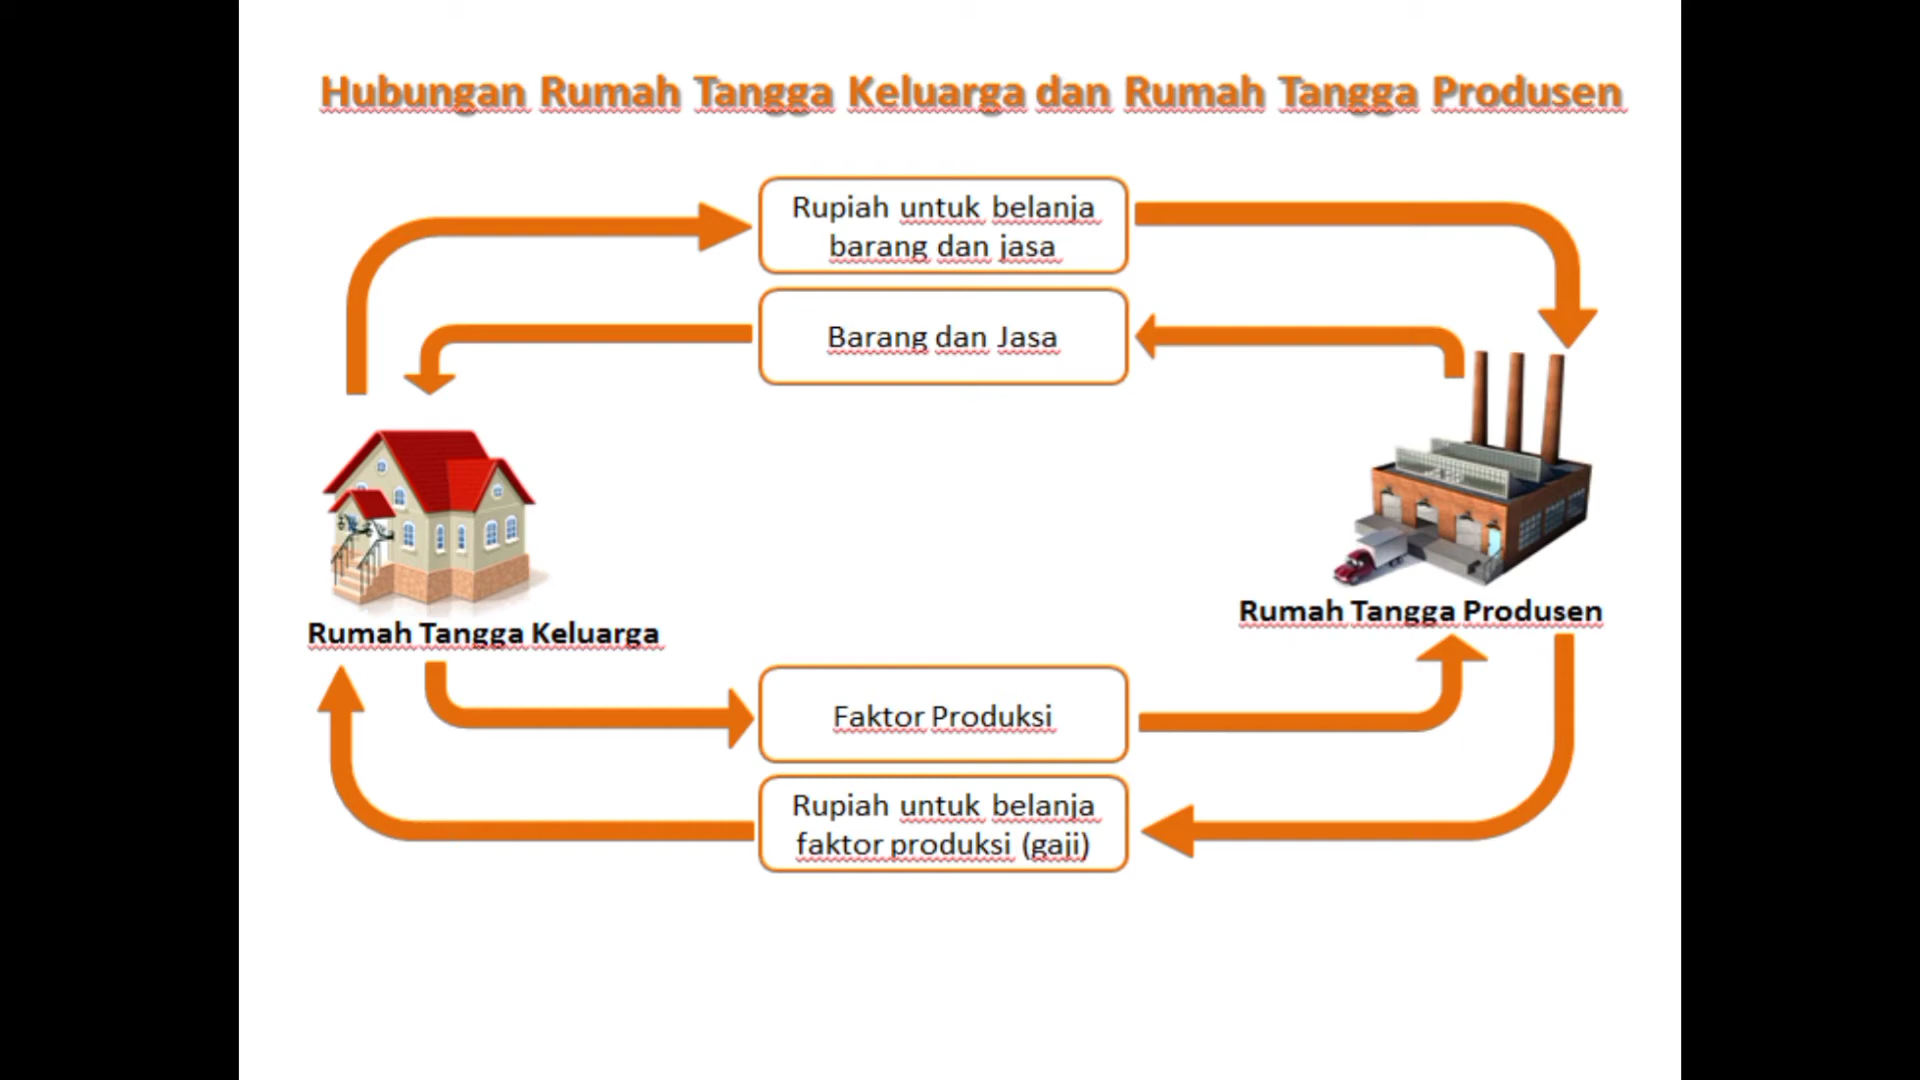 Hubungan Rumah Tangga Keluarga dan Rumah Tangga Produsen
Rupiah untuk belanja
barang dan jasa
Barang dan Jasa
Rumah Tangga Keluarga
Rumah Tangga Produsen
Faktor Produksi
Rupiah untuk belanja
faktor produksi (gaji)